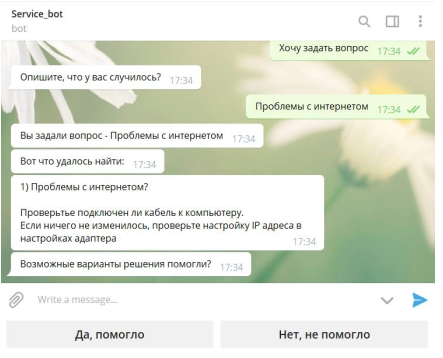 Service_bot
bot
Хочу задать вопрос 17:34
Опишите, что у вас случилось? 17:34
Проблемы с интернетом 17:34
Вы задали вопрос - Проблемы с интернетом 17:34
Вот что удалось найти: 17:34
1) Проблемы с интернетом?
Проверьтье подключен ли кабель к компьютеру.
Если ничего не изменилось, проверьте настройку IP адреса в
настройках адаптера 17:34
Возможные варианты решения помогли? 17:34
Write a message...
Да, помогло
Нет, не помогло